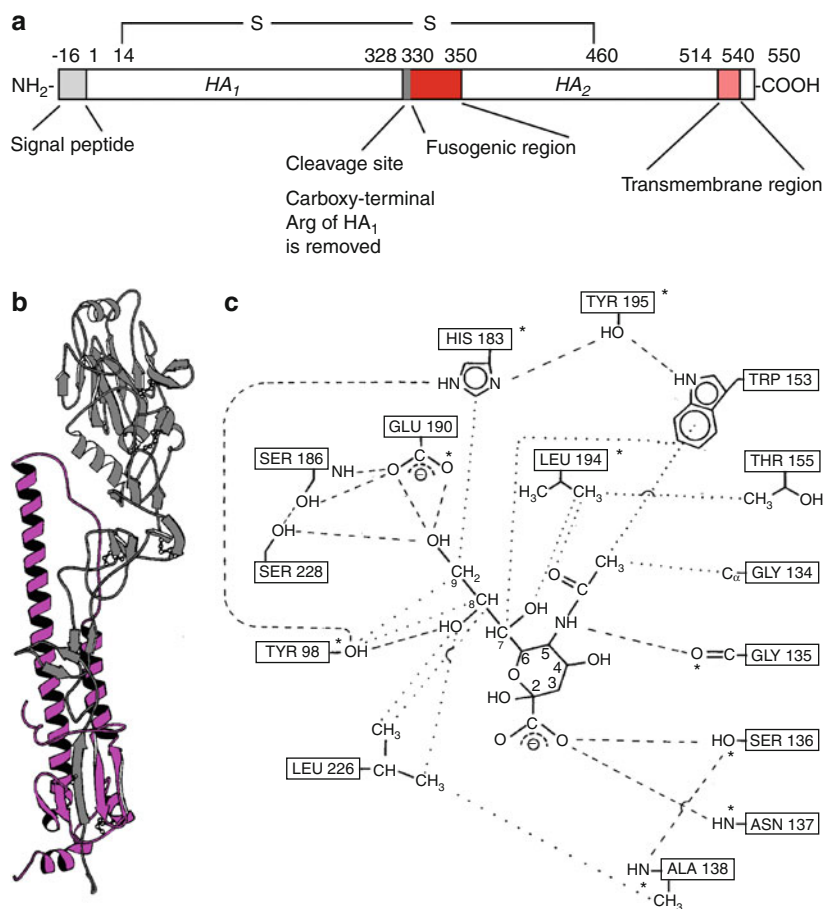 a
S S
-16 1 14 328 330 350 460 514 540 550
NH2- HA1 HA2 -COOH
Signal peptide
Cleavage site
Fusogenic region
Transmembrane region
Carboxy-terminal
Arg of HA1
is removed
b
c
TYR 195 *
HO
HIS 183 *
HN N
HN
TRP 153
GLU 190
C
O O
*
⊖
SER 186
NH
OH
LEU 194 *
H3C CH3
THR 155
CH3 OH
OH
SER 228
OH
CH2
9
O
CH3
Cα
GLY 134
8 CH
OH
HO
H C
7
NH
TYR 98
* OH
6 5
4 OH
O
3
2
HO
O=C
*
GLY 135
C
O O
⊖
HO
*
SER 136
CH3
LEU 226
CH
CH3
*
HN
ASN 137
HN
*
ALA 138
CH3